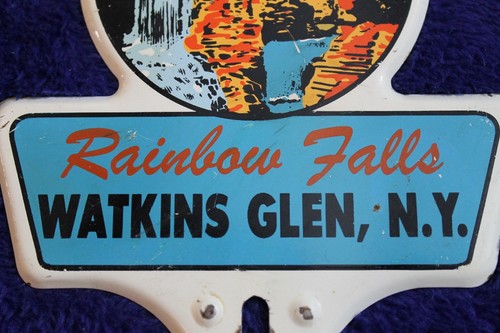 Rainbow Falls
WATKINS GLEN, N.Y.